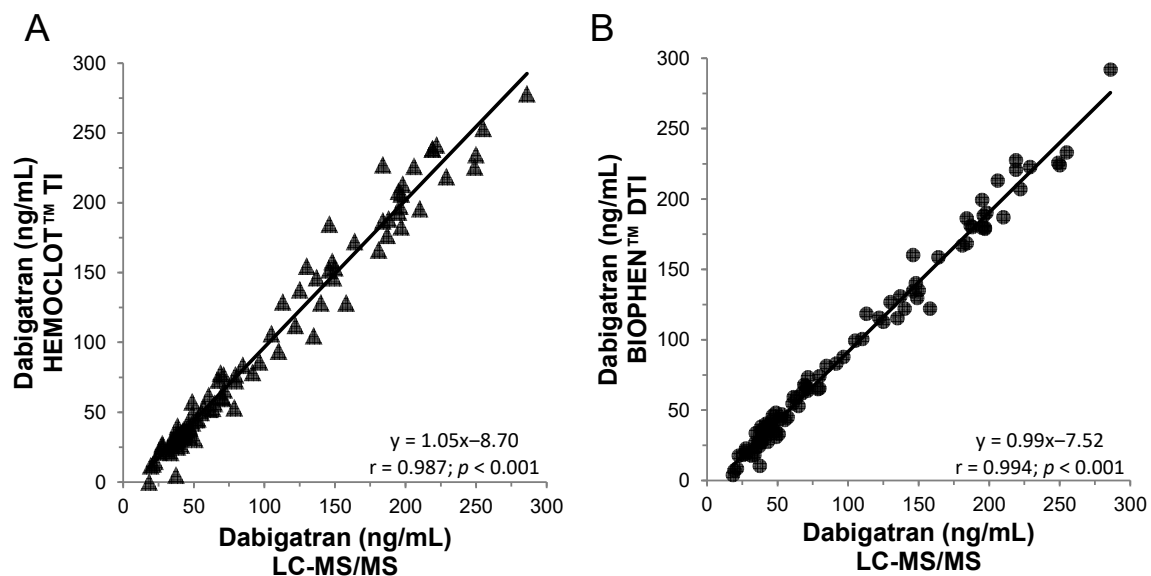 A
300
250
200
150
100
50
0
Dabigatran (ng/mL)
HEMOCLOT™ TI
y = 1.05x–8.70
r = 0.987; p < 0.001
0 50 100 150 200 250 300
Dabigatran (ng/mL)
LC-MS/MS
B
300
250
200
150
100
50
0
Dabigatran (ng/mL)
BIOPHEN™ DTI
y = 0.99x–7.52
r = 0.994; p < 0.001
0 50 100 150 200 250 300
Dabigatran (ng/mL)
LC-MS/MS